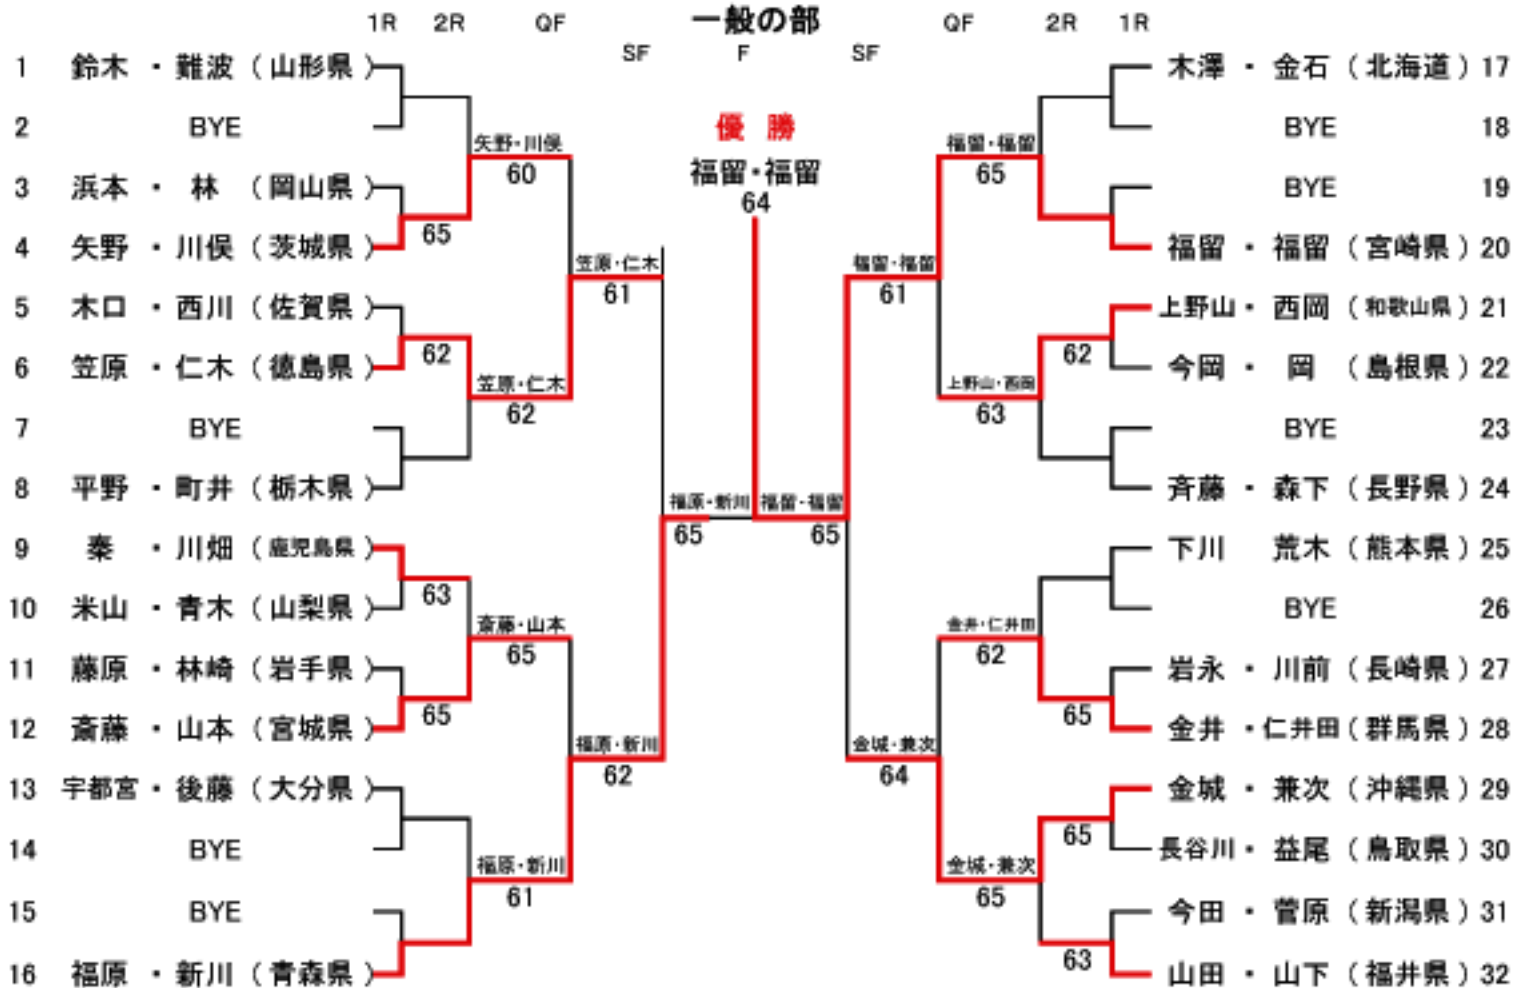 一般の部
1R 2R QF SF F SF QF 2R 1R
優 勝
福留・福留
64
1 鈴木 ・ 難波 ( 山形県 )
2 BYE
3 浜本 ・ 林 ( 岡山県 )
4 矢野 ・ 川俣 ( 茨城県 )
5 木口 ・ 西川 ( 佐賀県 )
6 笠原 ・ 仁木 ( 徳島県 )
7 BYE
8 平野 ・ 町井 ( 栃木県 )
9 秦 ・ 川畑 ( 鹿児島県 )
10 米山 ・ 青木 ( 山梨県 )
11 藤原 ・ 林崎 ( 岩手県 )
12 斎藤 ・ 山本 ( 宮城県 )
13 宇都宮 ・ 後藤 ( 大分県 )
14 BYE
15 BYE
16 福原 ・ 新川 ( 青森県 )
65
62
63
65
矢野・川俣
60
笠原・仁木
62
斎藤・山本
65
福原・新川
61
笠原・仁木
61
福原・新川
62
福原・新川
65
福留・福留
65
福留・福留
61
金城・兼次
64
福留・福留
65
上野山・西岡
63
金井・仁井田
62
金城・兼次
65
62
65
65
63
木澤 ・ 金石 ( 北海道 ) 17
BYE 18
BYE 19
福留 ・ 福留 ( 宮崎県 ) 20
上野山 ・ 西岡 ( 和歌山県 ) 21
今岡 ・ 岡 ( 島根県 ) 22
BYE 23
斉藤 ・ 森下 ( 長野県 ) 24
下川 荒木 ( 熊本県 ) 25
BYE 26
岩永 ・ 川前 ( 長崎県 ) 27
金井 ・ 仁井田 ( 群馬県 ) 28
金城 ・ 兼次 ( 沖縄県 ) 29
長谷川 ・ 益尾 ( 鳥取県 ) 30
今田 ・ 菅原 ( 新潟県 ) 31
山田 ・ 山下 ( 福井県 ) 32